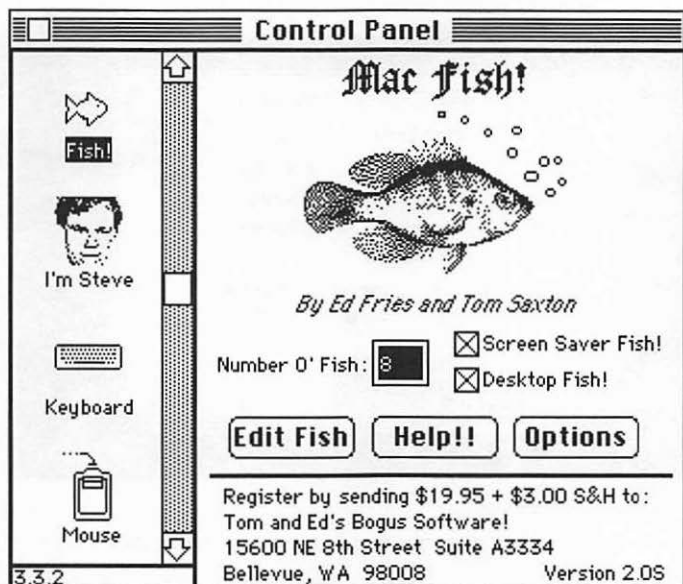 Control Panel
Fish!
I'm Steve
Keyboard
Mouse
3.3.2
Mac Fish!
By Ed Fries and Tom Saxton
Number O' Fish: 8
Screen Saver Fish!
Desktop Fish!
Edit Fish
Help!!
Options
Register by sending $19.95 + $3.00 S&H to:
Tom and Ed's Bogus Software!
15600 NE 8th Street Suite A3334
Bellevue, WA 98008
Version 2.0S